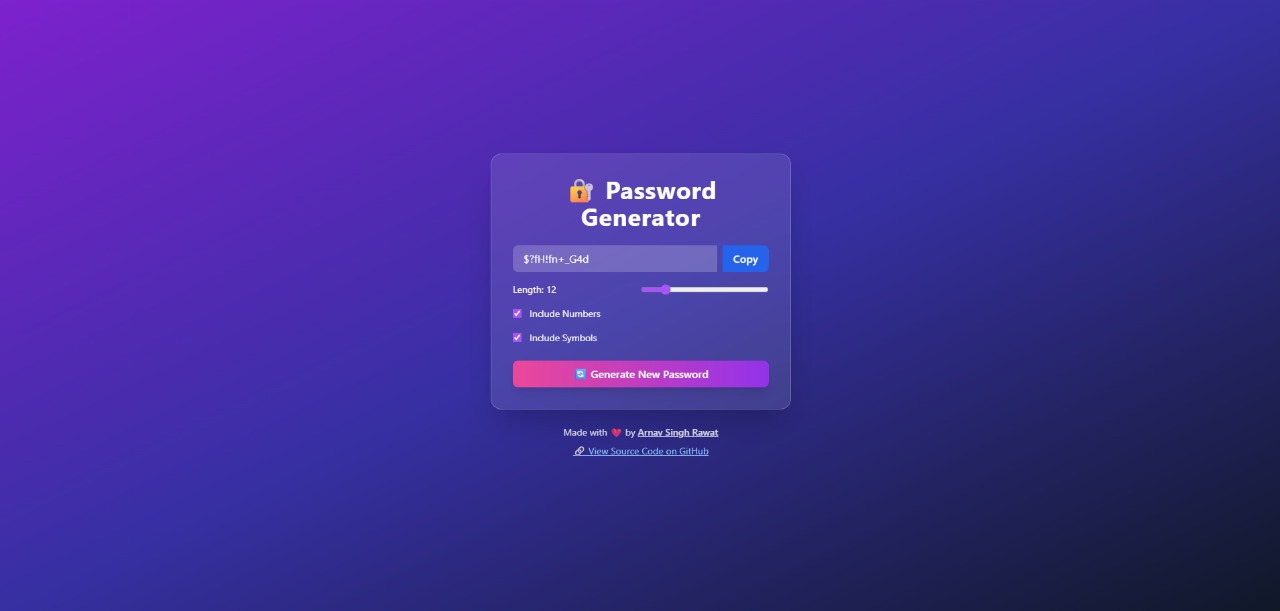 🔐 Password
Generator
$?fH!fn+_G4d
Copy
Length: 12
Include Numbers
Include Symbols
🔄 Generate New Password
Made with ❤️ by Arnav Singh Rawat
🔗 View Source Code on GitHub